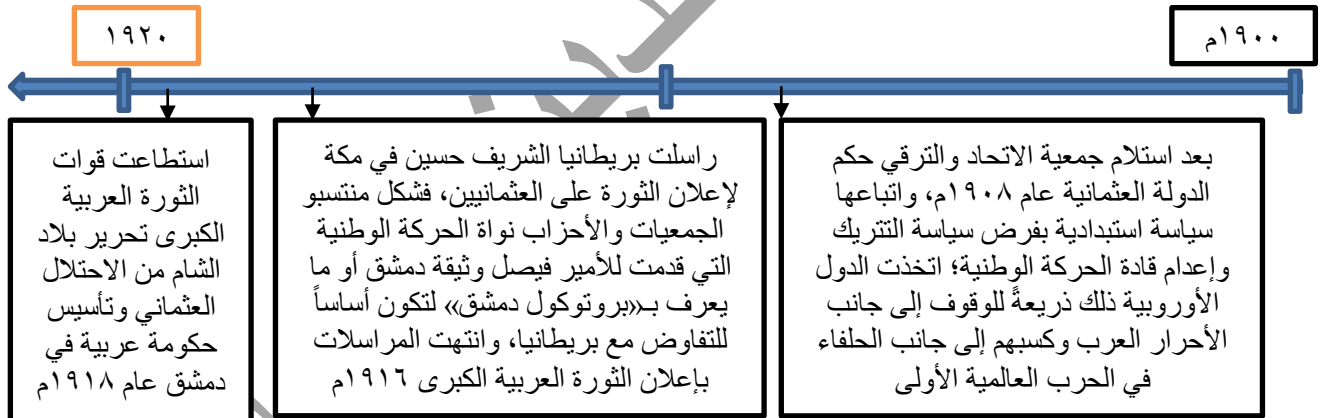 ١٩٠٠م
١٩٢٠
بعد استلام جمعية الاتحاد والترقي حكم
الدولة العثمانية عام ١٩٠٨م، واتباعها
سياسة استبدادية بفرض سياسة التتريك
وإعدام قادة الحركة الوطنية؛ اتخذت الدول
الأوروبية ذلك ذريعةً للوقوف إلى جانب
الأحرار العرب وكسبهم إلى جانب الحلفاء
في الحرب العالمية الأولى
راسلت بريطانيا الشريف حسين في مكة
لإعلان الثورة على العثمانيين، فشكل منتسبو
الجمعيات والأحزاب نواة الحركة الوطنية
التي قدمت للأمير فيصل وثيقة دمشق أو ما
يعرف بـ«بروتوكول دمشق» لتكون أساساً
للتفاوض مع بريطانيا، وانتهت المراسلات
بإعلان الثورة العربية الكبرى ١٩١٦م
استطاعت قوات
الثورة العربية
الكبرى تحرير بلاد
الشام من الاحتلال
العثماني وتأسيس
حكومة عربية في
دمشق عام ١٩١٨م